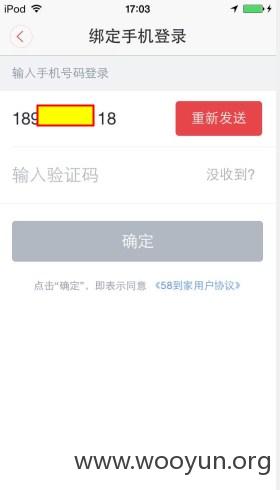 iPod 17:03
绑定手机登录
输入手机号码登录
189 18 重新发送
输入验证码 没收到?
确定
点击“确定”，即表示同意 《58到家用户协议》
www.wooyun.org